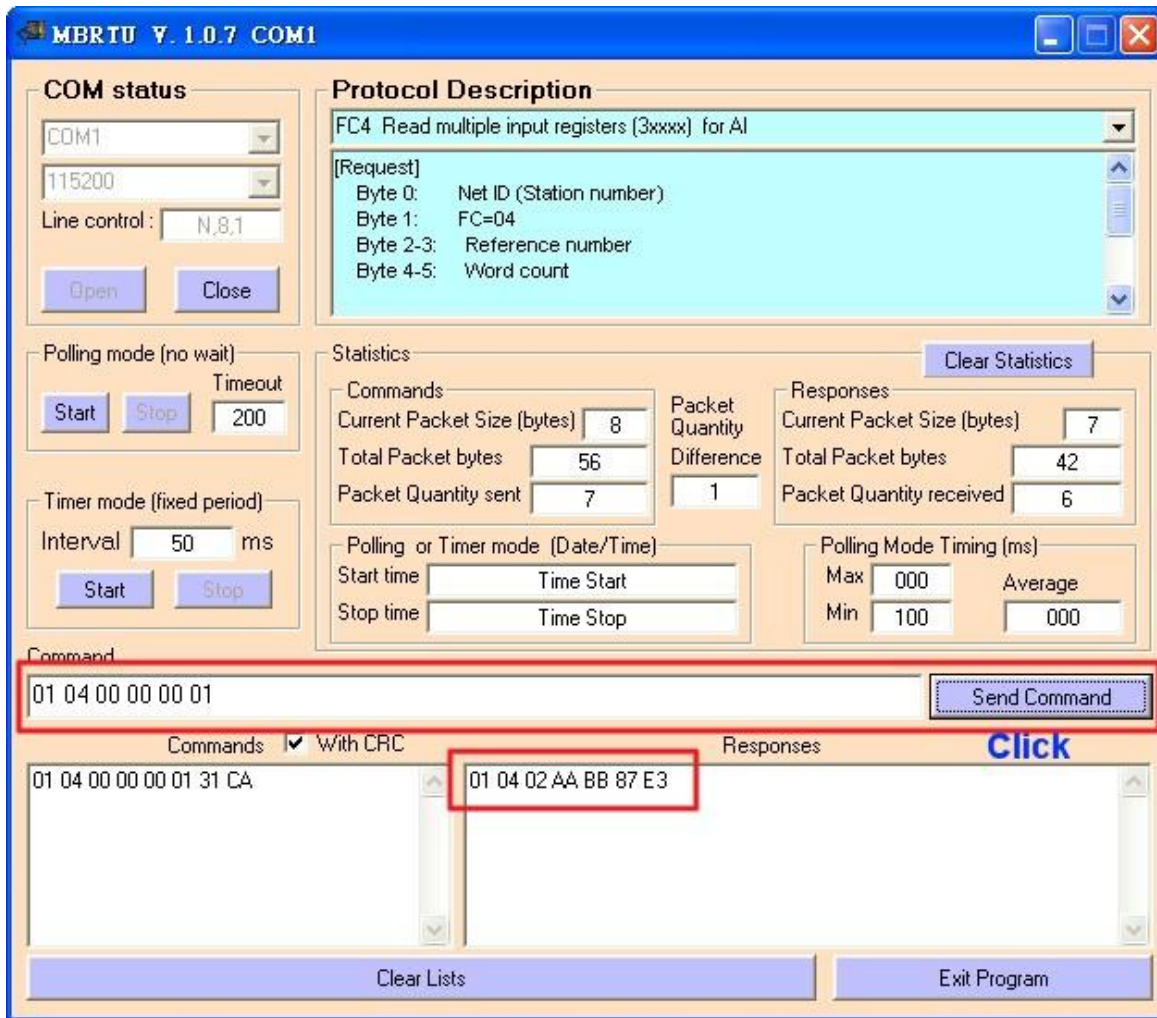 MBRTU V. 1.0.7 COM1
COM status
COM1
115200
Line control : N,8,1
Open Close
Protocol Description
FC4 Read multiple input registers (3xxxx) for AI
[Request]
Byte 0: Net ID (Station number)
Byte 1: FC=04
Byte 2-3: Reference number
Byte 4-5: Word count
Polling mode (no wait)
Timeout
Start Stop 200
Timer mode (fixed period)
Interval 50 ms
Start Stop
Statistics
Clear Statistics
Commands
Current Packet Size (bytes) 8
Total Packet bytes 56
Packet Quantity sent 7
Packet
Quantity
Difference
1
Responses
Current Packet Size (bytes) 7
Total Packet bytes 42
Packet Quantity received 6
Polling or Timer mode (Date/Time)
Start time Time Start
Stop time Time Stop
Polling Mode Timing (ms)
Max 000 Average
Min 100 000
Command
01 04 00 00 00 01 Send Command
Commands With CRC Responses Click
01 04 00 00 00 01 31 CA
01 04 02 AA BB 87 E3
Clear Lists Exit Program